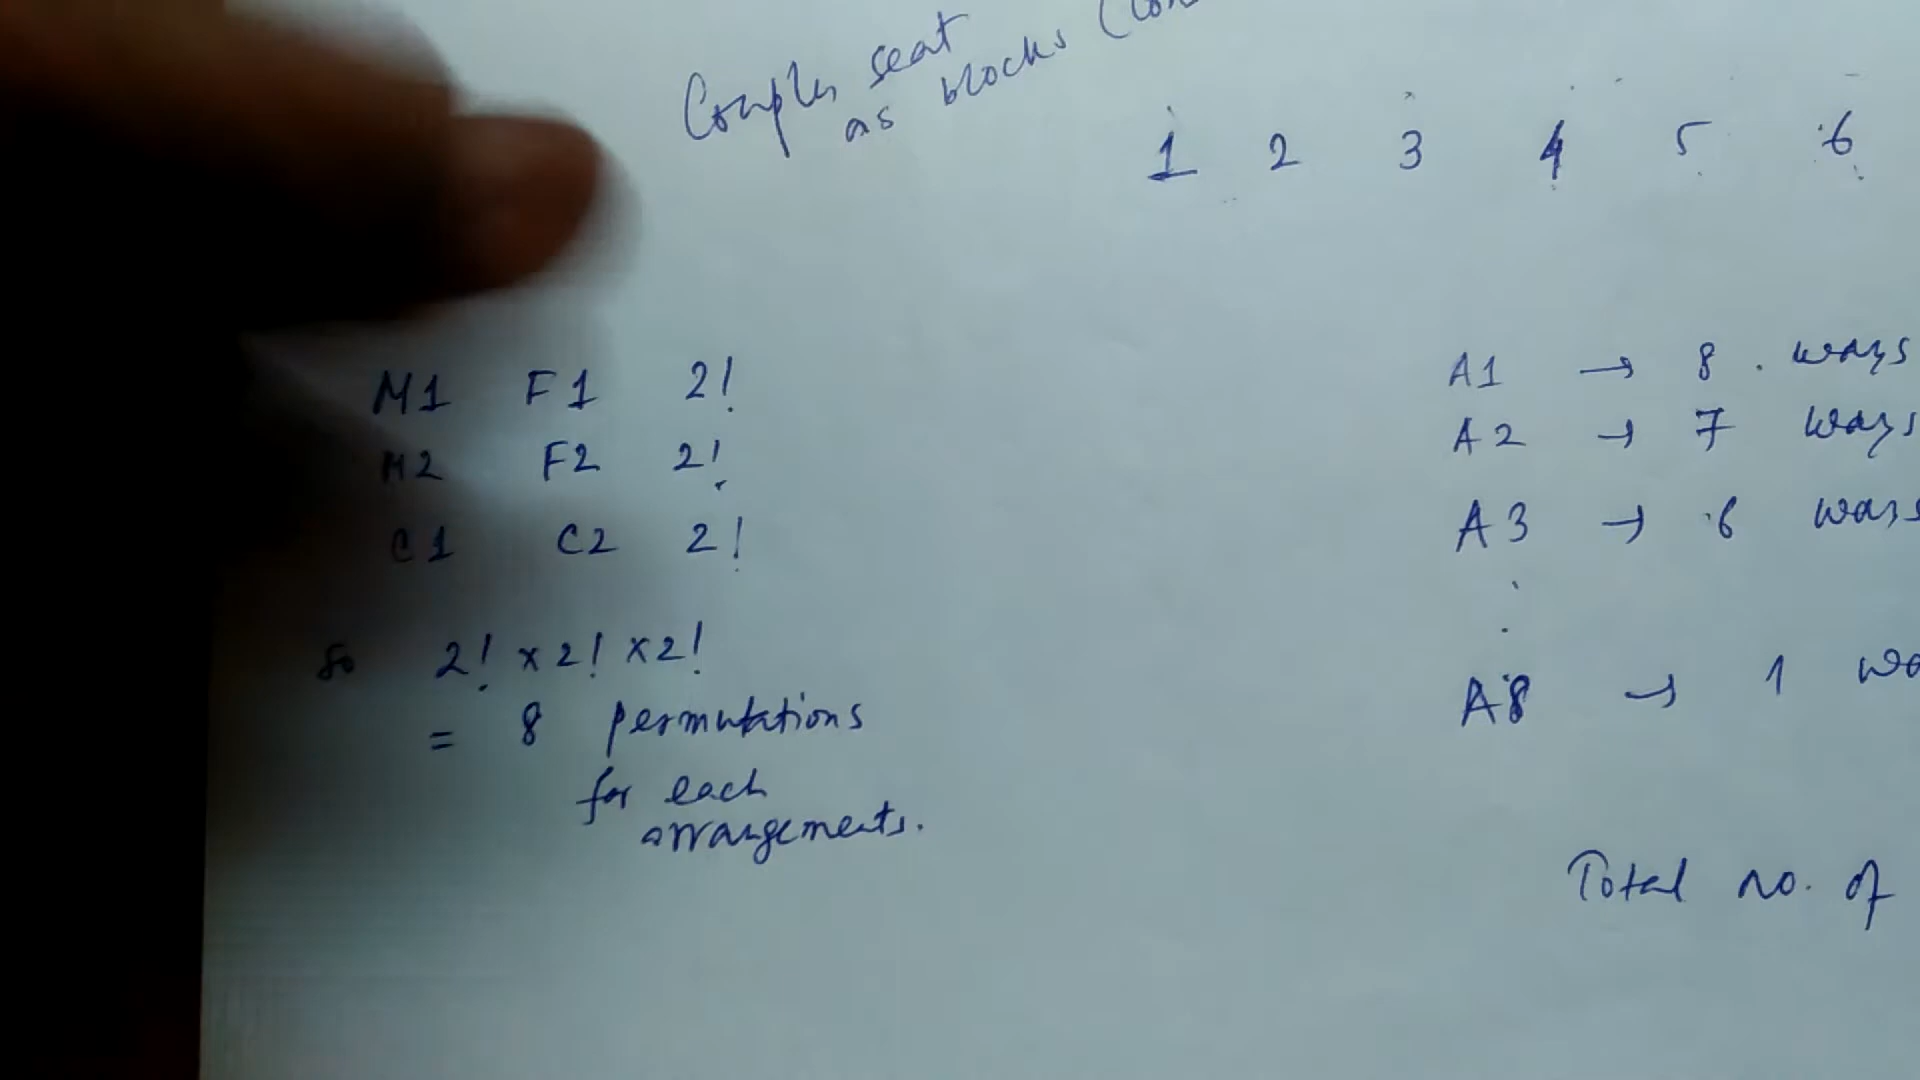 Couples seat
as blocks (Con
1 2 3 4 5 6
M1 F1 2!
M2 F2 2!
C1 C2 2!
So 2! x 2! x 2!
= 8 permutations
for each
arrangements.
A1 → 8 ways
A2 → 7 ways
A3 → 6 ways
.
.
A8 → 1 wa
Total no. of